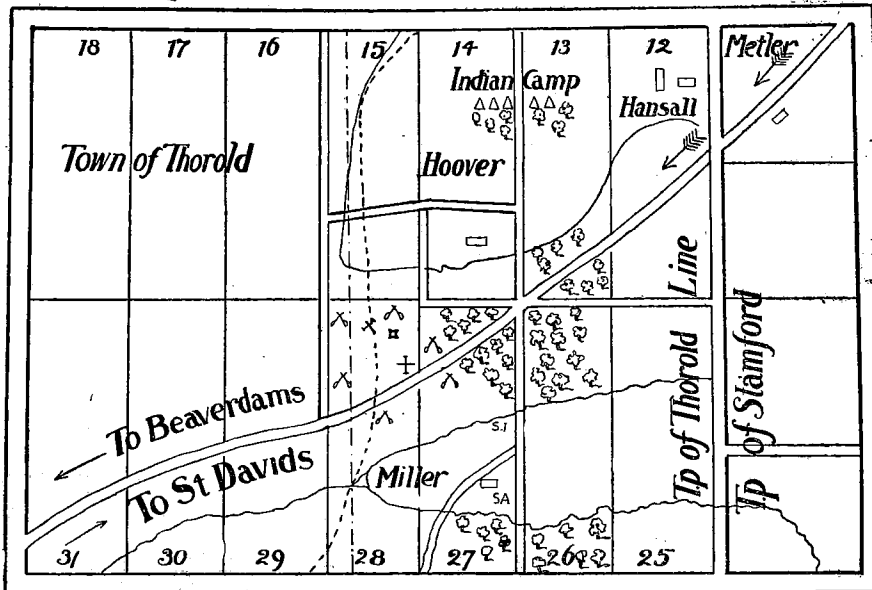 18 17 16 15 14 13 12 Metler
Indian Camp
Hansall
Town of Thorold
Hoover
Tp of Thorold Line
Tp of Stamford
To Beaverdams
To St Davids
Miller
SA
31 30 29 28 27 26 25